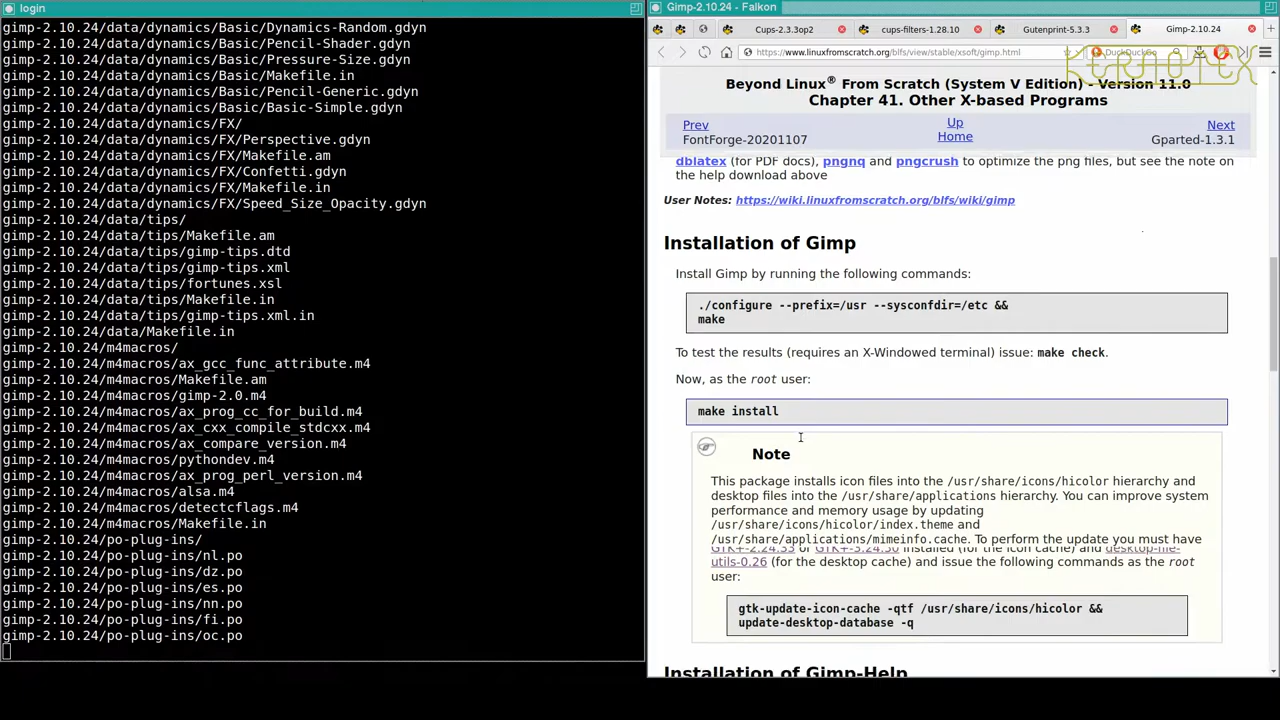 login
gimp-2.10.24/data/dynamics/Basic/Dynamics-Random.gdyn
gimp-2.10.24/data/dynamics/Basic/Pencil-Shader.gdyn
gimp-2.10.24/data/dynamics/Basic/Pressure-Size.gdyn
gimp-2.10.24/data/dynamics/Basic/Makefile.in
gimp-2.10.24/data/dynamics/Basic/Pencil-Generic.gdyn
gimp-2.10.24/data/dynamics/Basic/Basic-Simple.gdyn
gimp-2.10.24/data/dynamics/FX/
gimp-2.10.24/data/dynamics/FX/Perspective.gdyn
gimp-2.10.24/data/dynamics/FX/Makefile.am
gimp-2.10.24/data/dynamics/FX/Confetti.gdyn
gimp-2.10.24/data/dynamics/FX/Makefile.in
gimp-2.10.24/data/dynamics/FX/Speed_Size_Opacity.gdyn
gimp-2.10.24/data/tips/
gimp-2.10.24/data/tips/Makefile.am
gimp-2.10.24/data/tips/gimp-tips.dtd
gimp-2.10.24/data/tips/gimp-tips.xml
gimp-2.10.24/data/tips/fortunes.xsl
gimp-2.10.24/data/tips/Makefile.in
gimp-2.10.24/data/tips/gimp-tips.xml.in
gimp-2.10.24/data/Makefile.in
gimp-2.10.24/m4macros/
gimp-2.10.24/m4macros/ax_gcc_func_attribute.m4
gimp-2.10.24/m4macros/Makefile.am
gimp-2.10.24/m4macros/gimp-2.0.m4
gimp-2.10.24/m4macros/ax_prog_cc_for_build.m4
gimp-2.10.24/m4macros/ax_cxx_compile_stdcxx.m4
gimp-2.10.24/m4macros/ax_compare_version.m4
gimp-2.10.24/m4macros/pythondev.m4
gimp-2.10.24/m4macros/ax_prog_perl_version.m4
gimp-2.10.24/m4macros/alsa.m4
gimp-2.10.24/m4macros/detectcflags.m4
gimp-2.10.24/m4macros/Makefile.in
gimp-2.10.24/po-plug-ins/
gimp-2.10.24/po-plug-ins/nl.po
gimp-2.10.24/po-plug-ins/dz.po
gimp-2.10.24/po-plug-ins/es.po
gimp-2.10.24/po-plug-ins/nn.po
gimp-2.10.24/po-plug-ins/fi.po
gimp-2.10.24/po-plug-ins/oc.po
Gimp-2.10.24 - Falkon
Cups-2.3.3op2 cups-filters-1.28.10 Gutenprint-5.3.3 Gimp-2.10.24
https://www.linuxfromscratch.org/blfs/view/stable/xsoft/gimp.html DuckDuckGo
KERNOTEX
Beyond Linux® From Scratch (System V Edition) - Version 11.0
Chapter 41. Other X-based Programs
Prev Up Next
FontForge-20201107 Home Gparted-1.3.1
dblatex (for PDF docs), pngnq and pngcrush to optimize the png files, but see the note on
the help download above
User Notes: https://wiki.linuxfromscratch.org/blfs/wiki/gimp
Installation of Gimp
Install Gimp by running the following commands:
./configure --prefix=/usr --sysconfdir=/etc &&
make
To test the results (requires an X-Windowed terminal) issue: make check.
Now, as the root user:
make install
Note
This package installs icon files into the /usr/share/icons/hicolor hierarchy and
desktop files into the /usr/share/applications hierarchy. You can improve system
performance and memory usage by updating
/usr/share/icons/hicolor/index.theme and
/usr/share/applications/mimeinfo.cache. To perform the update you must have
GTK+-2.24.33 or GTK+-3.24.30 installed (for the icon cache) and desktop-file-
utils-0.26 (for the desktop cache) and issue the following commands as the root
user:
gtk-update-icon-cache -qtf /usr/share/icons/hicolor &&
update-desktop-database -q
Installation of Gimp-Help